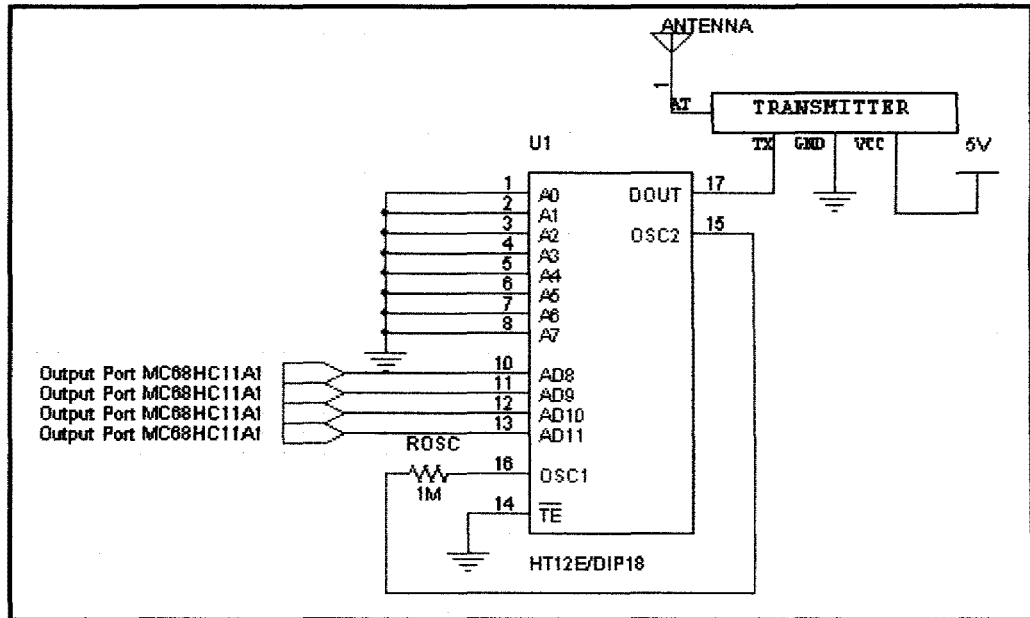 ANTENNA
1
AT
TRANSMITTER
TX GND VCC
5V
U1
1 A0
2 A1
3 A2
4 A3
5 A4
6 A5
7 A6
8 A7
DOUT 17
OSC2 15
Output Port MC68HC11A1 10 AD8
Output Port MC68HC11A1 11 AD9
Output Port MC68HC11A1 12 AD10
Output Port MC68HC11A1 13 AD11
ROSC
1M
16 OSC1
14 TE
HT12E/DIP18